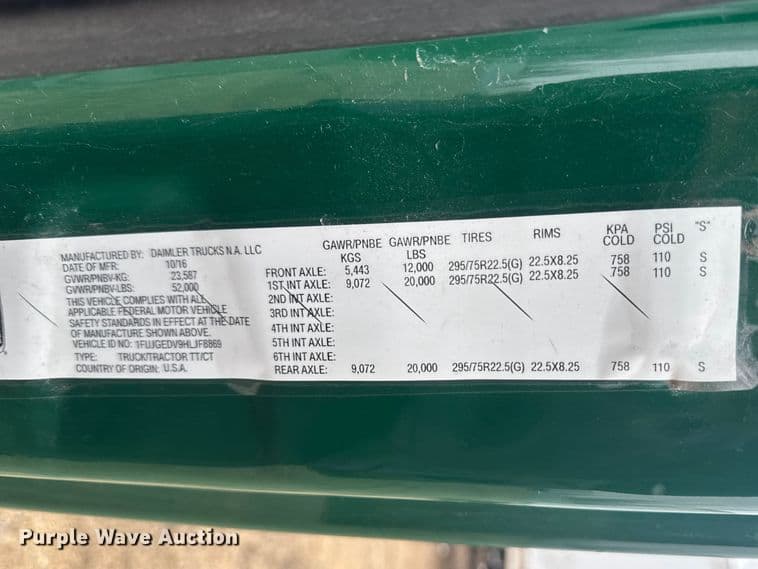 MANUFACTURED BY: DAIMLER TRUCKS N.A. LLC
DATE OF MFR: 10/16
GVWR/PNBV-KG: 23,587
GVWR/PNBV-LBS: 52,000
THIS VEHICLE COMPLIES WITH ALL
APPLICABLE FEDERAL MOTOR VEHICLE
SAFETY STANDARDS IN EFFECT AT THE DATE
OF MANUFACTURE SHOWN ABOVE.
VEHICLE ID NO: 1FUJGEDV9HLJF8869
TYPE: TRUCK/TRACTOR TT/CT
COUNTRY OF ORIGIN: U.S.A.
GAWR/PNBE KGS GAWR/PNBE LBS TIRES RIMS KPA COLD PSI COLD "S"
FRONT AXLE: 5,443 12,000 295/75R22.5(G) 22.5X8.25 758 110 S
1ST INT AXLE: 9,072 20,000 295/75R22.5(G) 22.5X8.25 758 110 S
2ND INT AXLE:
3RD INT AXLE:
4TH INT AXLE:
5TH INT AXLE:
6TH INT AXLE:
REAR AXLE: 9,072 20,000 295/75R22.5(G) 22.5X8.25 758 110 S
Purple Wave Auction